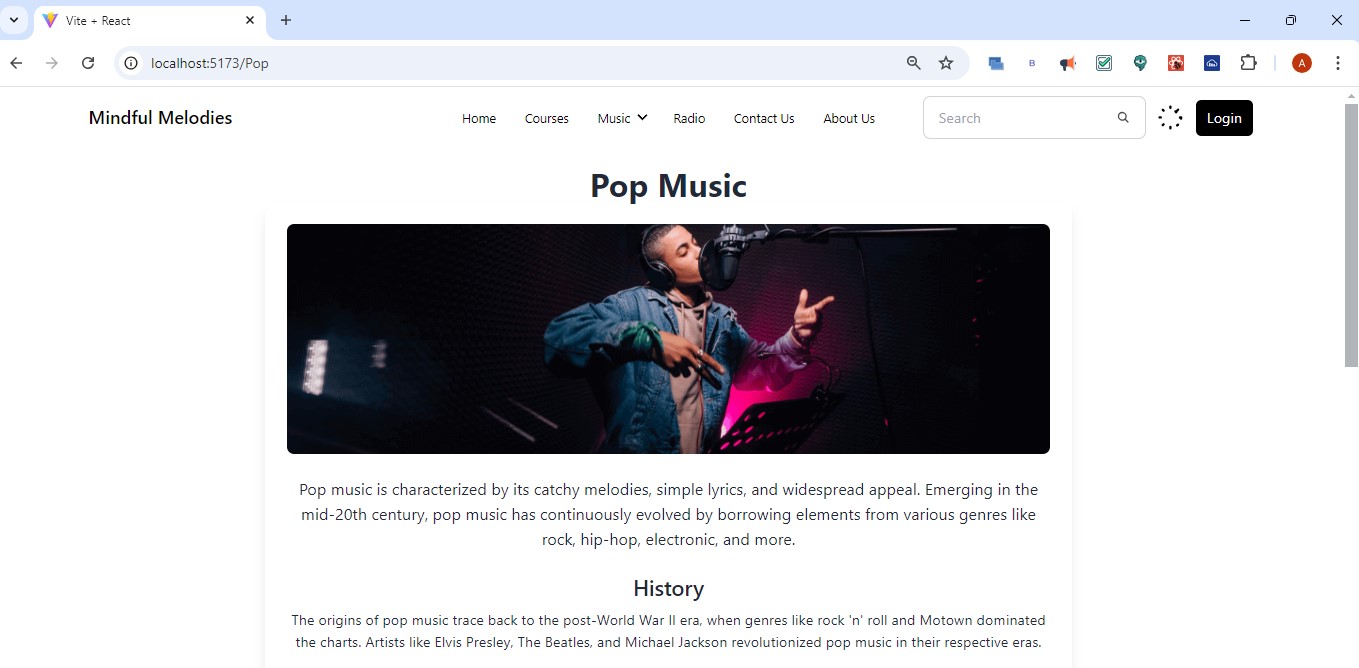 Vite + React
localhost:5173/Pop
B
A
Mindful Melodies
Home Courses Music Radio Contact Us About Us Search Login
Pop Music
Pop music is characterized by its catchy melodies, simple lyrics, and widespread appeal. Emerging in the
mid-20th century, pop music has continuously evolved by borrowing elements from various genres like
rock, hip-hop, electronic, and more.
History
The origins of pop music trace back to the post-World War II era, when genres like rock 'n' roll and Motown dominated
the charts. Artists like Elvis Presley, The Beatles, and Michael Jackson revolutionized pop music in their respective eras.